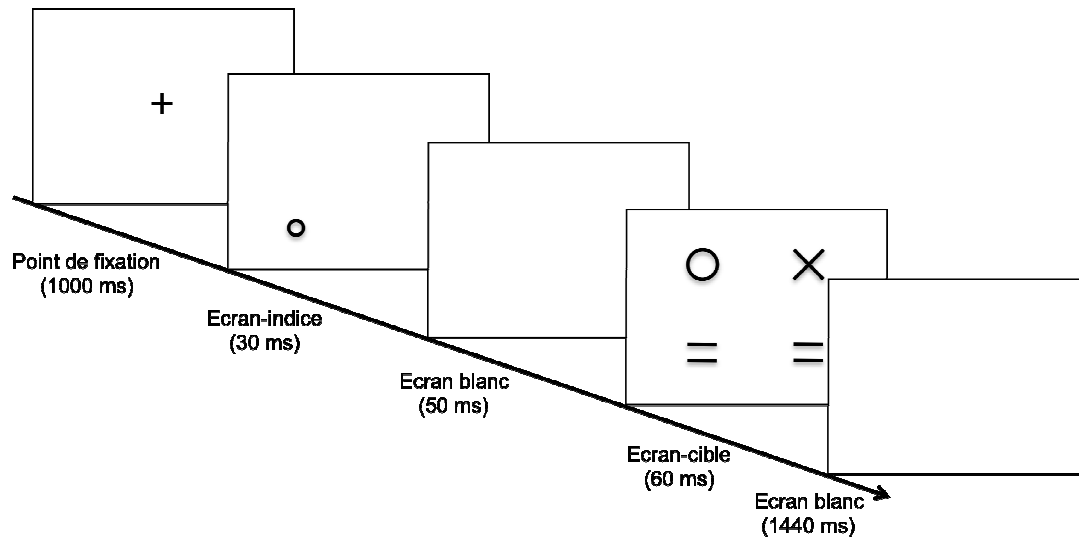 +
Point de fixation
(1000 ms)
Ecran-indice
(30 ms)
Ecran blanc
(50 ms)
Ecran-cible
(60 ms)
Ecran blanc
(1440 ms)